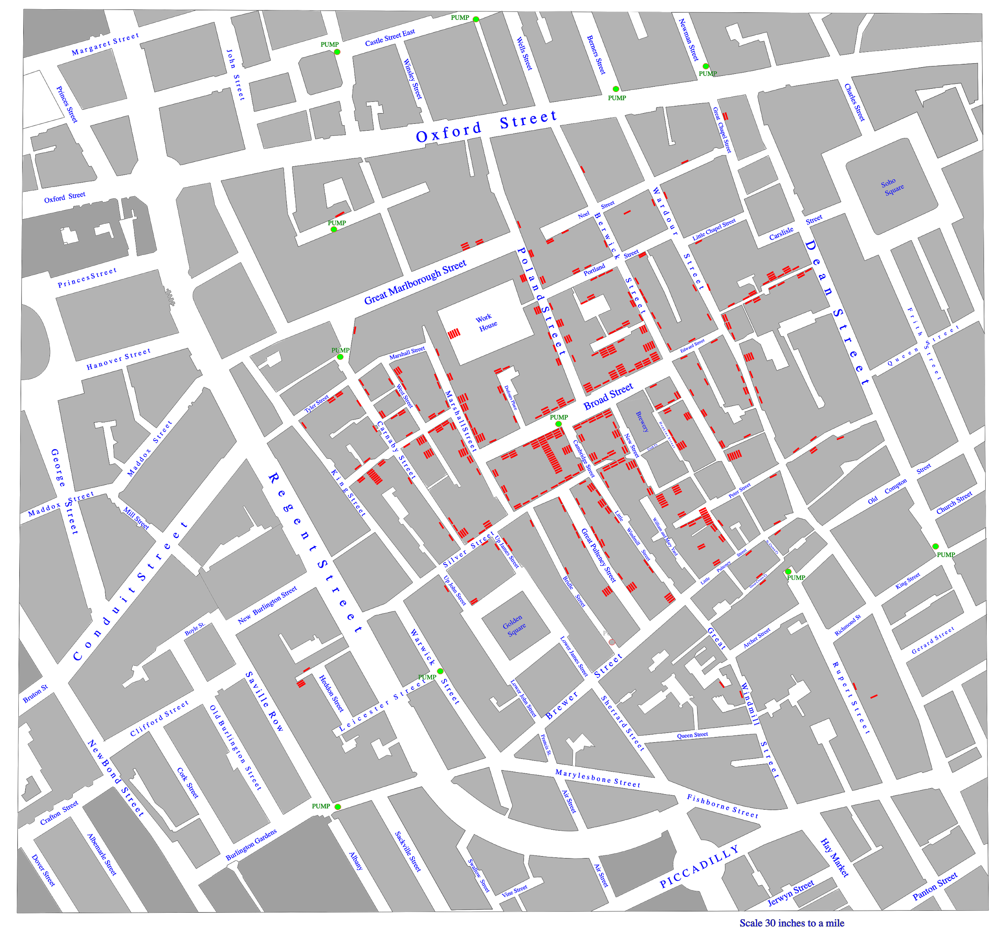 PUMP
Castle Street East
PUMP
Margaret Street
John Street
Winsley Street
Wells Street
Berners Street
Newman Street
PUMP
PUMP
Princes Street
Charles Street
Great Chapel Street
Oxford Street
Soho
Square
Oxford Street
Wardour Street
Noel Street
Berwick Street
PUMP
Little Chapel Street
Carslisle Street
Dean Street
Poland Street
Portland Street
Great Marlborough Street
Princes Street
Work
House
Frith Street
Queen Street
Hanover Street
PUMP
Marshall Street
Edward Street
Tyler Street
West Street
Dufours Place
Broad Street
PUMP
Marshall Street
Brewery
Hopkins Street
Carnaby Street
Cambridge Street
New Street
Cock Ct
Maddox Street
George Street
Regent Street
King Street
Peter Street
Old Compton Street
Church Street
Maddox Street
Mill Street
Conduit Street
Silver Street
Up James Street
Great Pulteney Street
Little Windmill Street
William and Mary Yard
Little Pulteney Street
Great Crown Ct
PUMP
PUMP
King Street
Up John Street
Bridle Street
New Burlington Street
Boyle St.
Golden
Square
Great Windmill Street
Archer Street
Richmond St
Gerard Street
Warwick Street
PUMP
Lower James Street
Lower John Street
Brewer Street
Rupert Street
Saville Row
Heddon Street
Leicester Street
Bruton St
Clifford Street
Old Burlington Street
Sherrard Street
Queen Street
Francis St.
New Bond Street
Cork Street
Marylesbone Street
Air Street
Fishborne Street
PUMP
Crafton Street
Burlington Gardens
Albemarle Street
Dover Street
Albany
Sackville Street
Swallow Street
Vine Street
Air Street
PICCADILLY
Hay Market
Jerwyn Street
Panton Street
Scale 30 inches to a mile